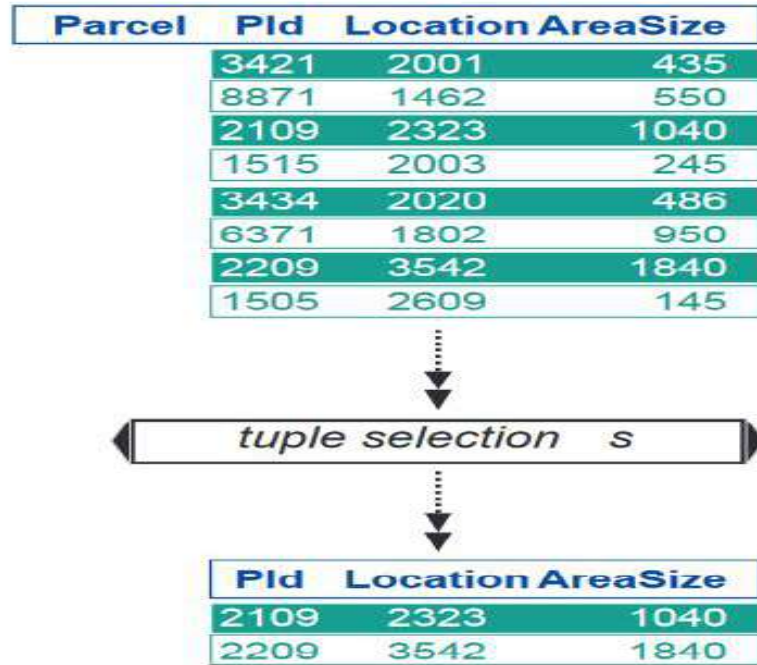 Parcel PId Location AreaSize
3421 2001 435
8871 1462 550
2109 2323 1040
1515 2003 245
3434 2020 486
6371 1802 950
2209 3542 1840
1505 2609 145
tuple selection s
PId Location AreaSize
2109 2323 1040
2209 3542 1840